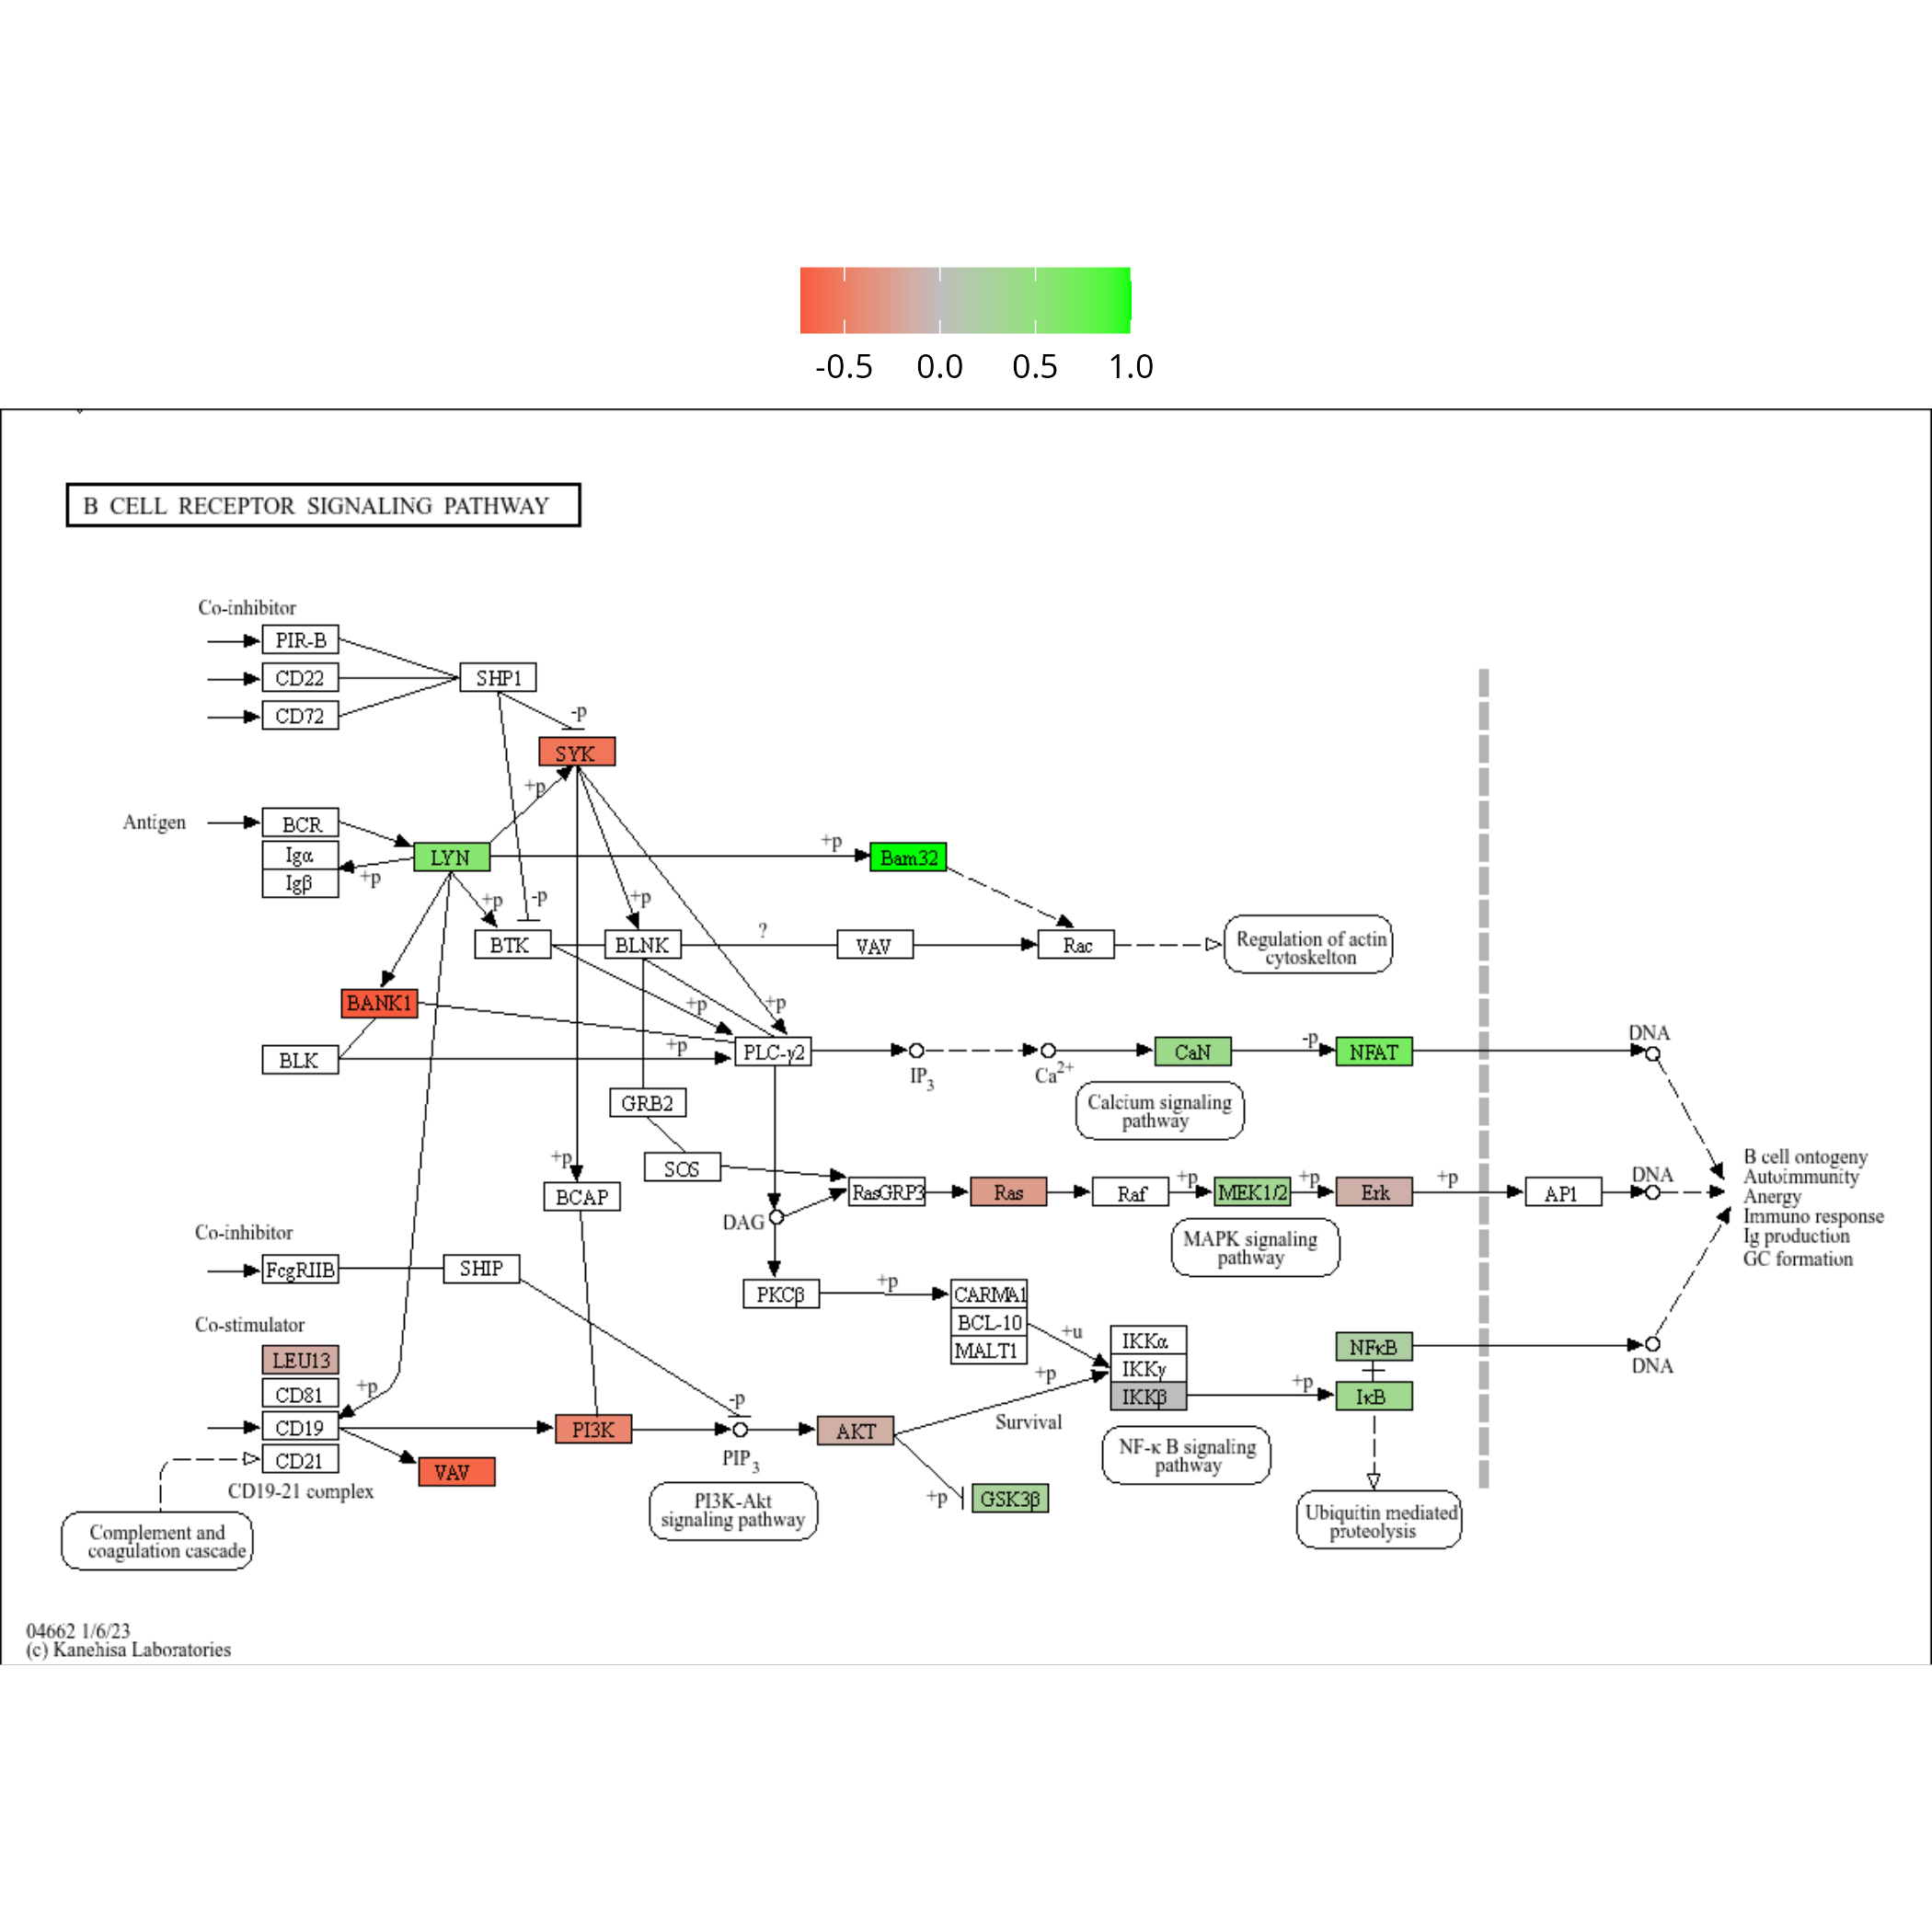 -0.5 0.0 0.5 1.0
B CELL RECEPTOR SIGNALING PATHWAY
Co-inhibitor
PIR-B
CD22
SHP1
CD72
-p
SYK
+p
Antigen
BCR
LYN
+p
Bam32
Igα
Igβ
+p
+p
-p
+p
BTK
BLNK
?
VAV
Rac
Regulation of actin
cytoskelton
BANK1
+p
+p
BLK
+p
PLC-γ2
IP3
Ca2+
CaN
-p
NFAT
DNA
Calcium signaling
pathway
GRB2
SOS
+p
BCAP
DAG
RasGRP3
Ras
Raf
+p
MEK1/2
+p
Erk
+p
AP1
DNA
MAPK signaling
pathway
B cell ontogeny
Autoimmunity
Anergy
Immuno response
Ig production
GC formation
Co-inhibitor
FcgRIIB
SHIP
PKCβ
+p
CARMA1
BCL-10
MALT1
+u
+p
IKKα
IKKγ
IKKβ
+p
NFκB
IκB
DNA
Co-stimulator
LEU13
CD81
+p
CD19
CD21
CD19-21 complex
VAV
PI3K
-p
PIP3
AKT
Survival
+p
GSK3β
NF-κ B signaling
pathway
PI3K-Akt
signaling pathway
Ubiquitin mediated
proteolysis
Complement and
coagulation cascade
04662 1/6/23
(c) Kanehisa Laboratories